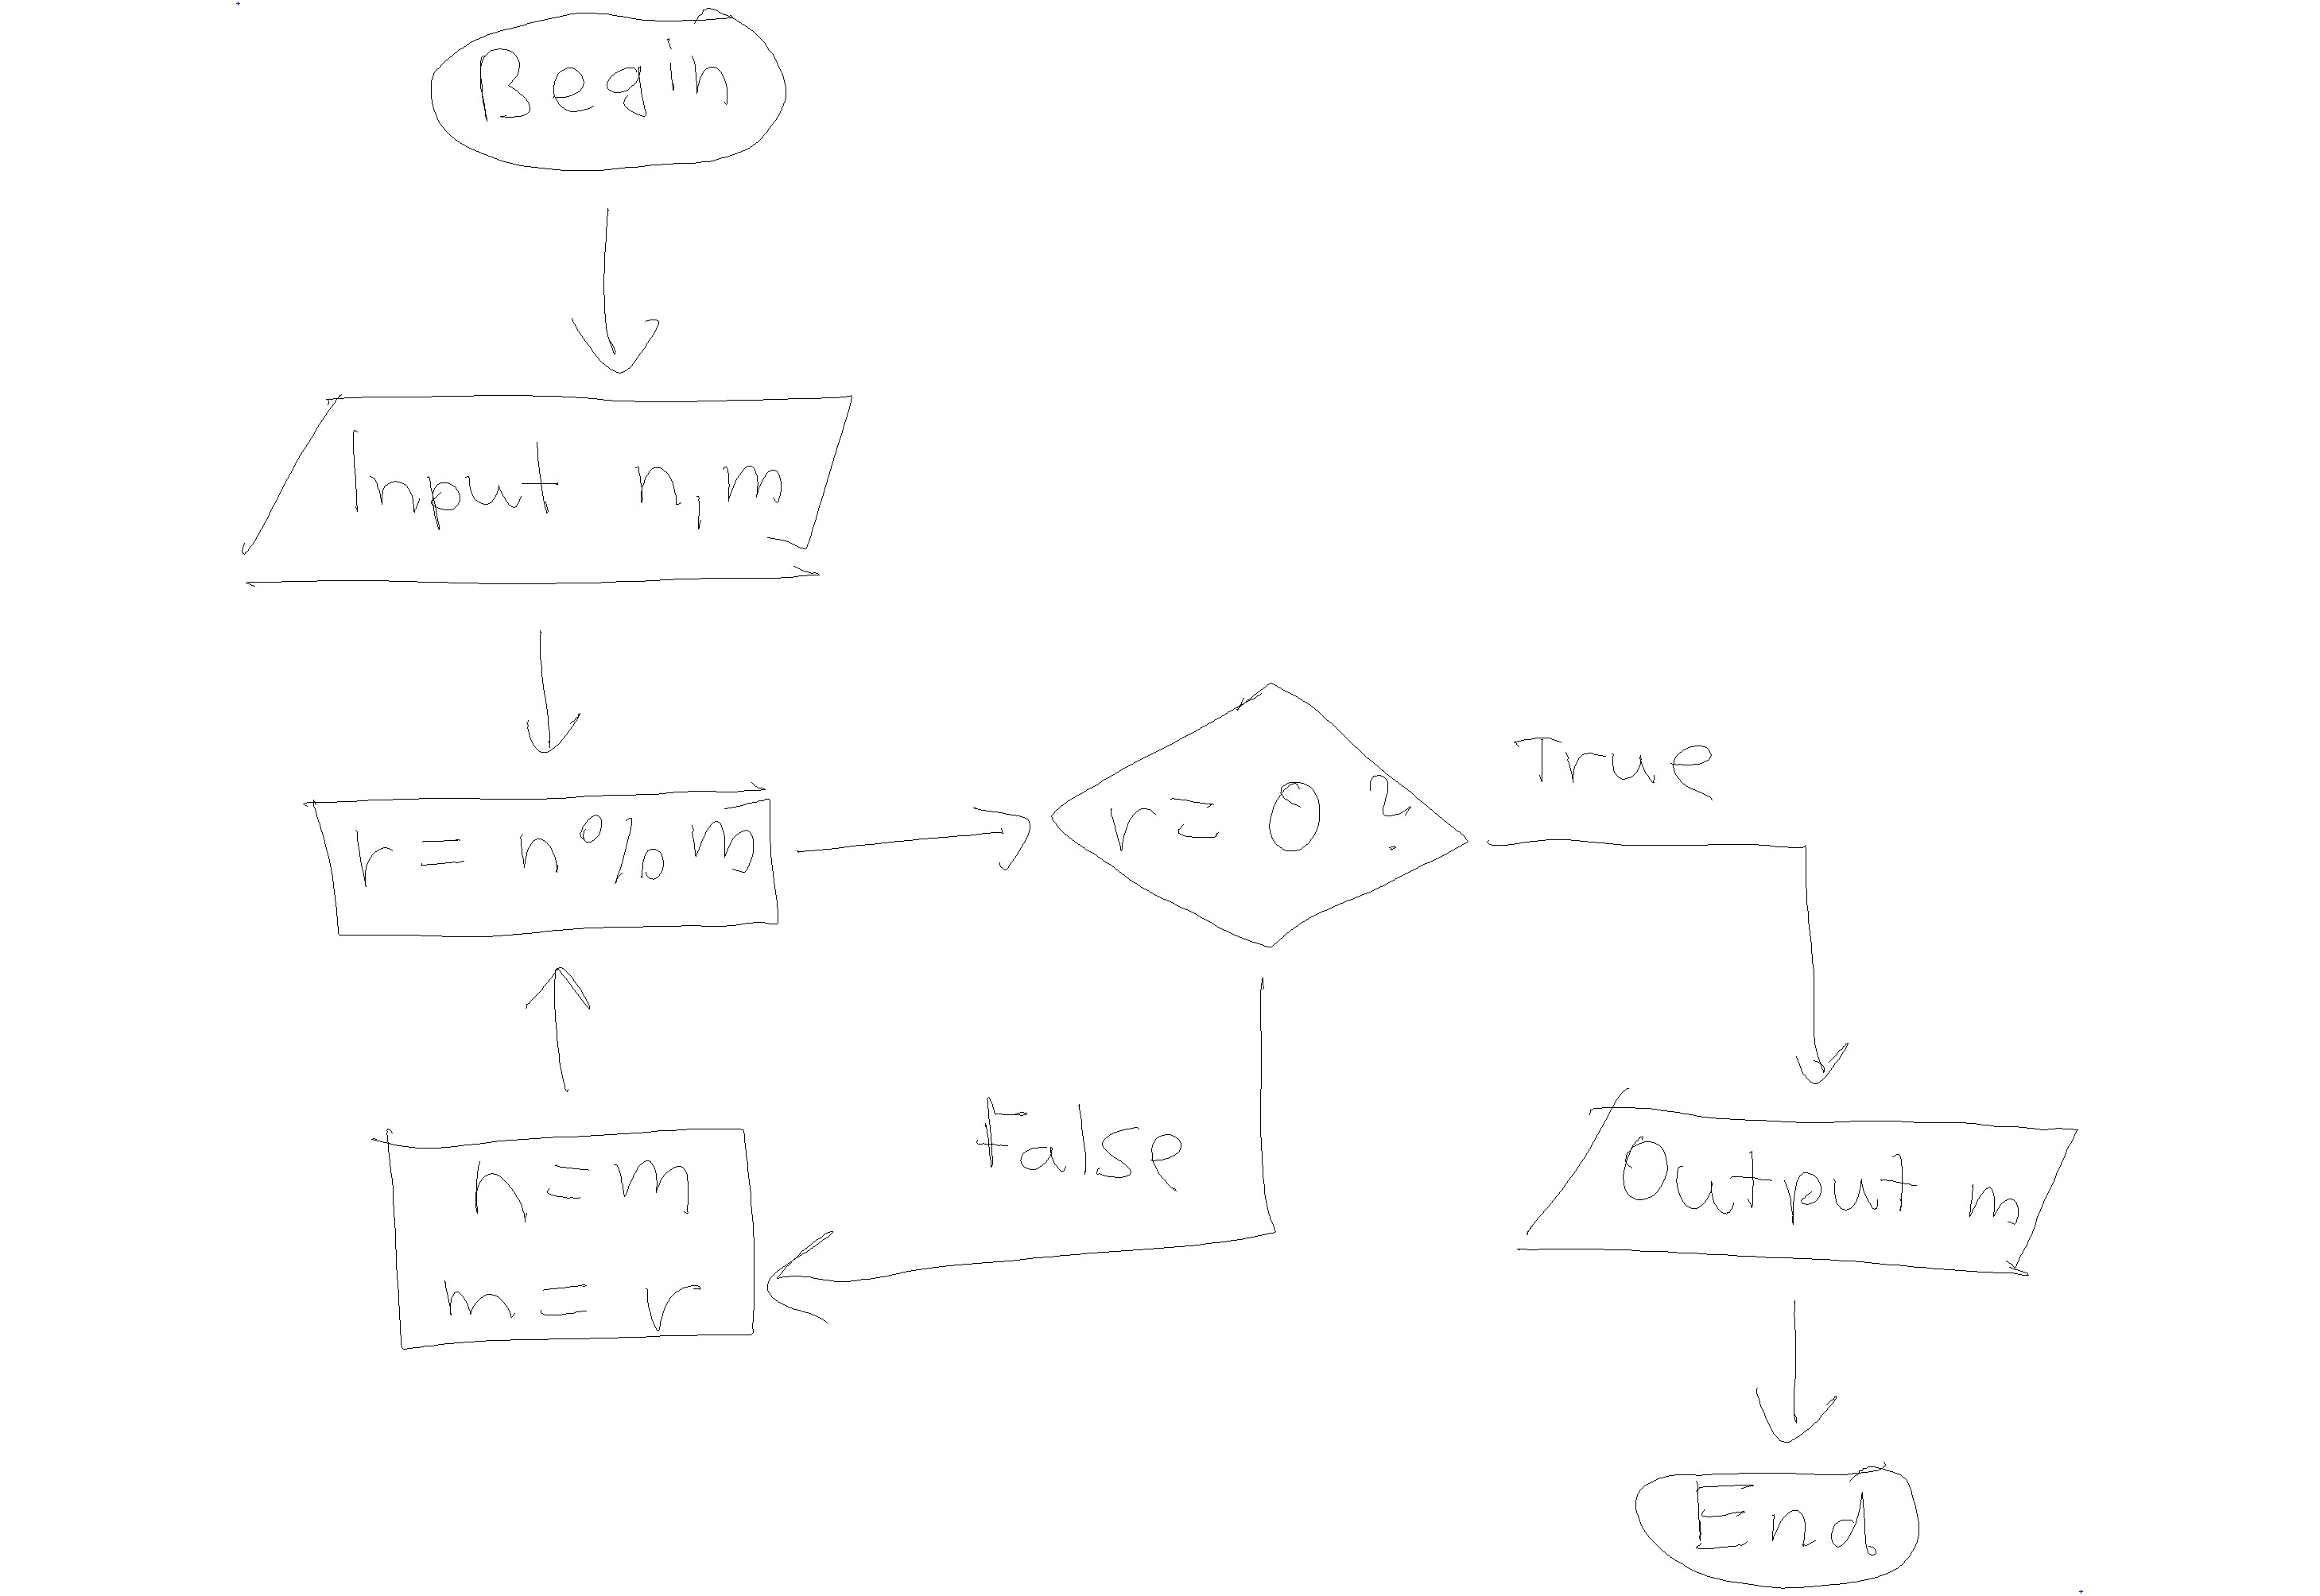 Begin
Input n,m
r = n%m
r = 0 ?
True
False
n = m
m = r
Output m
End